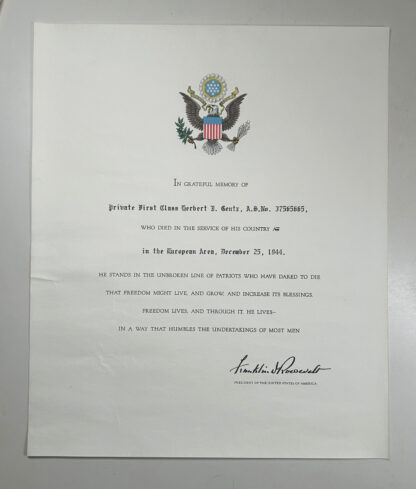 IN GRATEFUL MEMORY OF
Private First Class Herbert D. Gentz, A.S.No. 37565665,
WHO DIED IN THE SERVICE OF HIS COUNTRY
in the European Area, December 25, 1944.
HE STANDS IN THE UNBROKEN LINE OF PATRIOTS WHO HAVE DARED TO DIE
THAT FREEDOM MIGHT LIVE, AND GROW, AND INCREASE ITS BLESSINGS.
FREEDOM LIVES, AND THROUGH IT, HE LIVES–
IN A WAY THAT HUMBLES THE UNDERTAKINGS OF MOST MEN
Franklin D Roosevelt
PRESIDENT OF THE UNITED STATES OF AMERICA